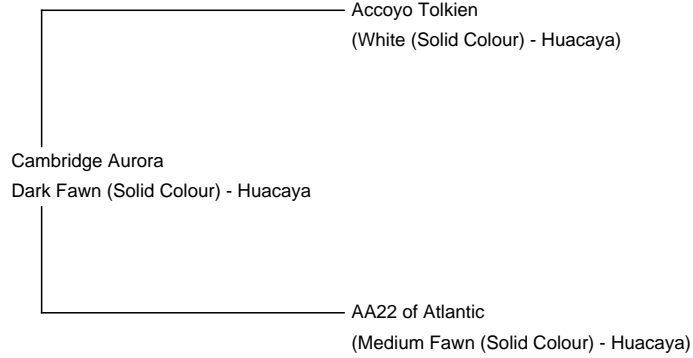 Accoyo Tolkien
(White (Solid Colour) - Huacaya)
Cambridge Aurora
Dark Fawn (Solid Colour) - Huacaya
AA22 of Atlantic
(Medium Fawn (Solid Colour) - Huacaya)